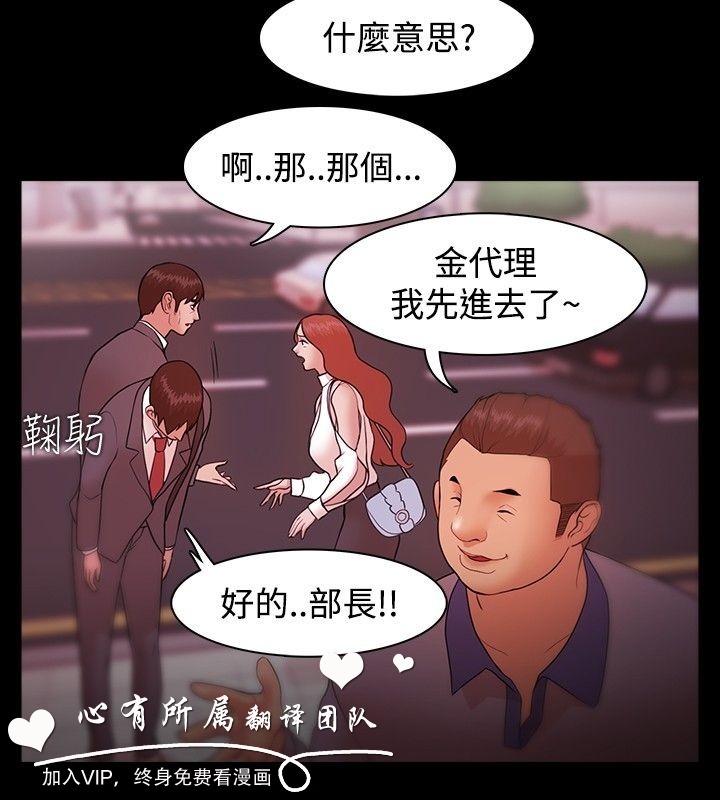 什麼意思?
啊..那..那個...
金代理
我先進去了~
鞠躬
好的..部長!!
心有所属翻译团队
加入VIP，终身免费看漫画